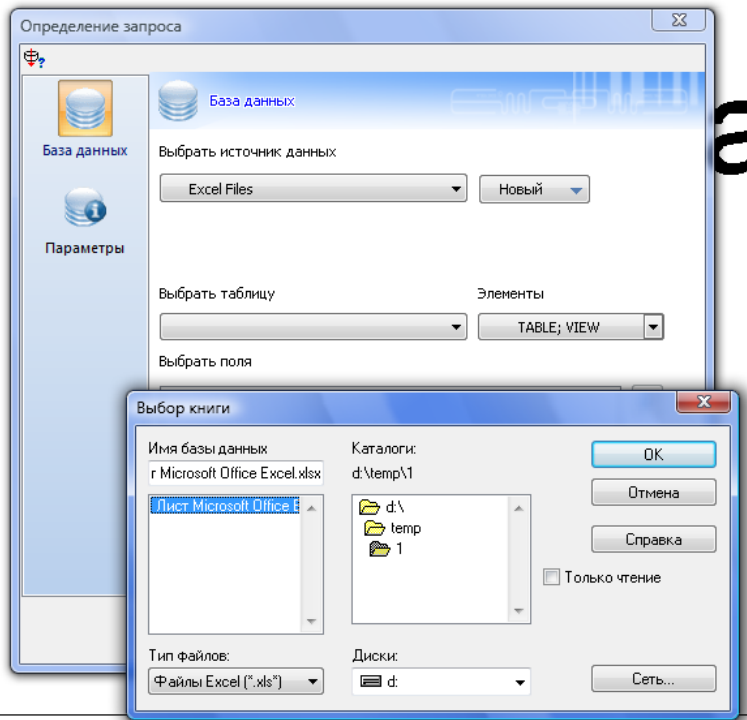 Определение запроса
База данных
База данных
Выбрать источник данных
Excel Files
Новый
Параметры
Выбрать таблицу
Элементы
TABLE; VIEW
Выбрать поля
Выбор книги
Имя базы данных
Каталоги:
OK
r Microsoft Office Excel.xlsx
d:\temp\1
Отмена
Лист Microsoft Office E
d:\
temp
1
Справка
Только чтение
Тип файлов:
Диски:
Файлы Excel (*.xls*)
d:
Сеть...